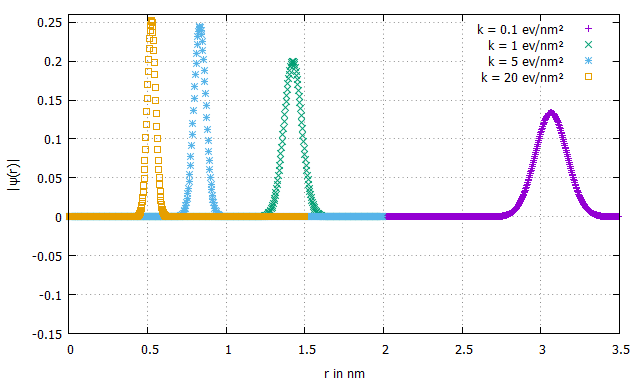 k = 0.1 ev/nm²
k = 1 ev/nm²
k = 5 ev/nm²
k = 20 ev/nm²
0.25
0.2
0.15
0.1
0.05
0
-0.05
-0.1
-0.15
|ψ(r)|
0 0.5 1 1.5 2 2.5 3 3.5
r in nm